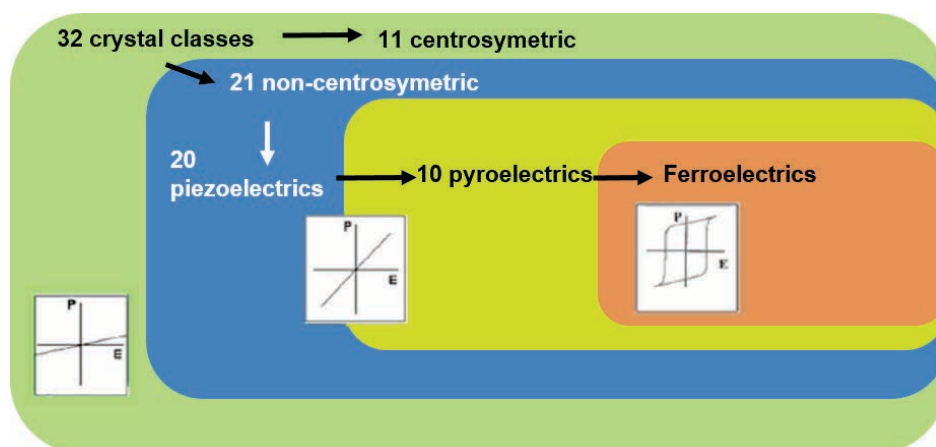 32 crystal classes
11 centrosymetric
21 non-centrosymetric
20
piezoelectrics
10 pyroelectrics
Ferroelectrics
P
E
P
E
P
E